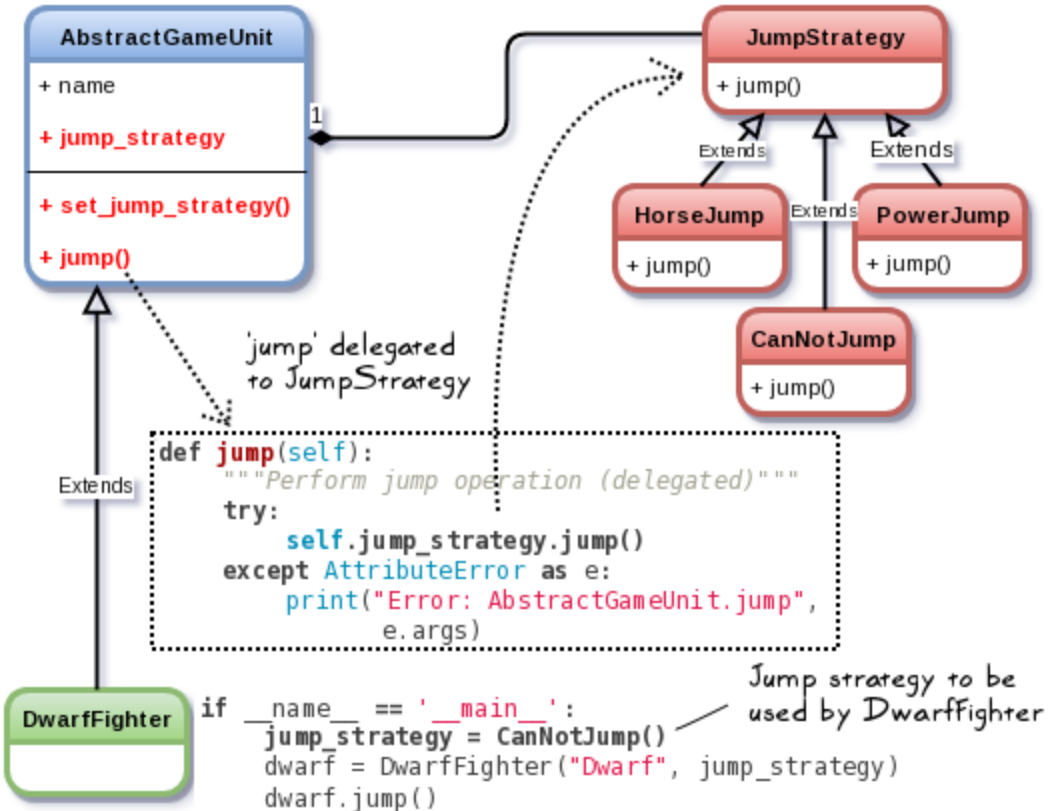 AbstractGameUnit
+ name
+ jump_strategy
+ set_jump_strategy()
+ jump()
1
JumpStrategy
+ jump()
Extends
Extends
Extends
HorseJump
+ jump()
PowerJump
+ jump()
CanNotJump
+ jump()
'jump' delegated
to JumpStrategy
def jump(self):
"""Perform jump operation (delegated)"""
try:
self.jump_strategy.jump()
except AttributeError as e:
print("Error: AbstractGameUnit.jump",
e.args)
Extends
DwarfFighter
if __name__ == '__main__':
jump_strategy = CanNotJump()
dwarf = DwarfFighter("Dwarf", jump_strategy)
dwarf.jump()
Jump strategy to be
used by DwarfFighter